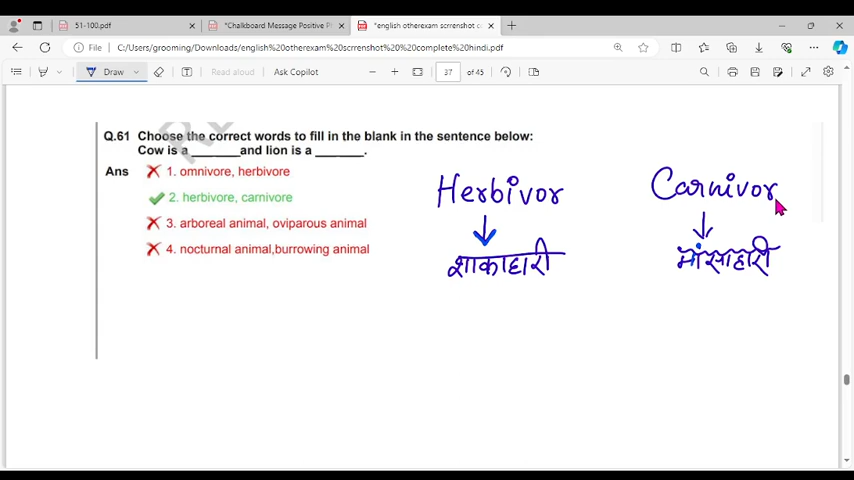 51-100.pdf
*Chalkboard Message Positive P
*english otherexam scrrenshot c
File
C:/Users/grooming/Downloads/english%20otherexam%20scrrenshot%20%20complete%20hindi.pdf
Draw
Read aloud
Ask Copilot
37 of 45
Q.61 Choose the correct words to fill in the blank in the sentence below:
Cow is a_______and lion is a _______.
Ans 1. omnivore, herbivore
2. herbivore, carnivore
3. arboreal animal, oviparous animal
4. nocturnal animal,burrowing animal
Herbivor
Carnivor
शाकाहारी
मांसाहारी